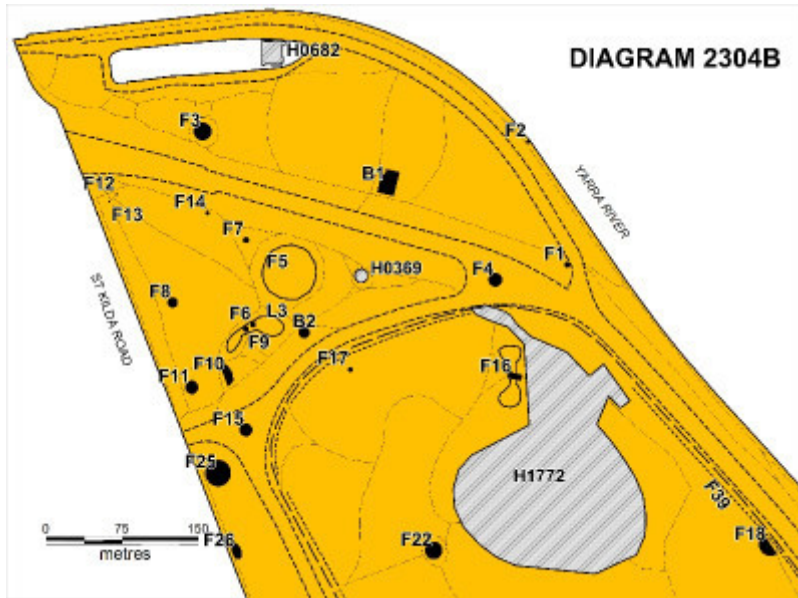 H0682
DIAGRAM 2304B
F3
F2
B1
YARRA RIVER
F12
F14
F13
F7
F5
H0369
F4
F1
ST KILDA ROAD
F8
L3
F6
B2
F9
F17
F10
F16
F11
F15
F25
H1772
F39
0 75 150
metres
F26
F22
F18